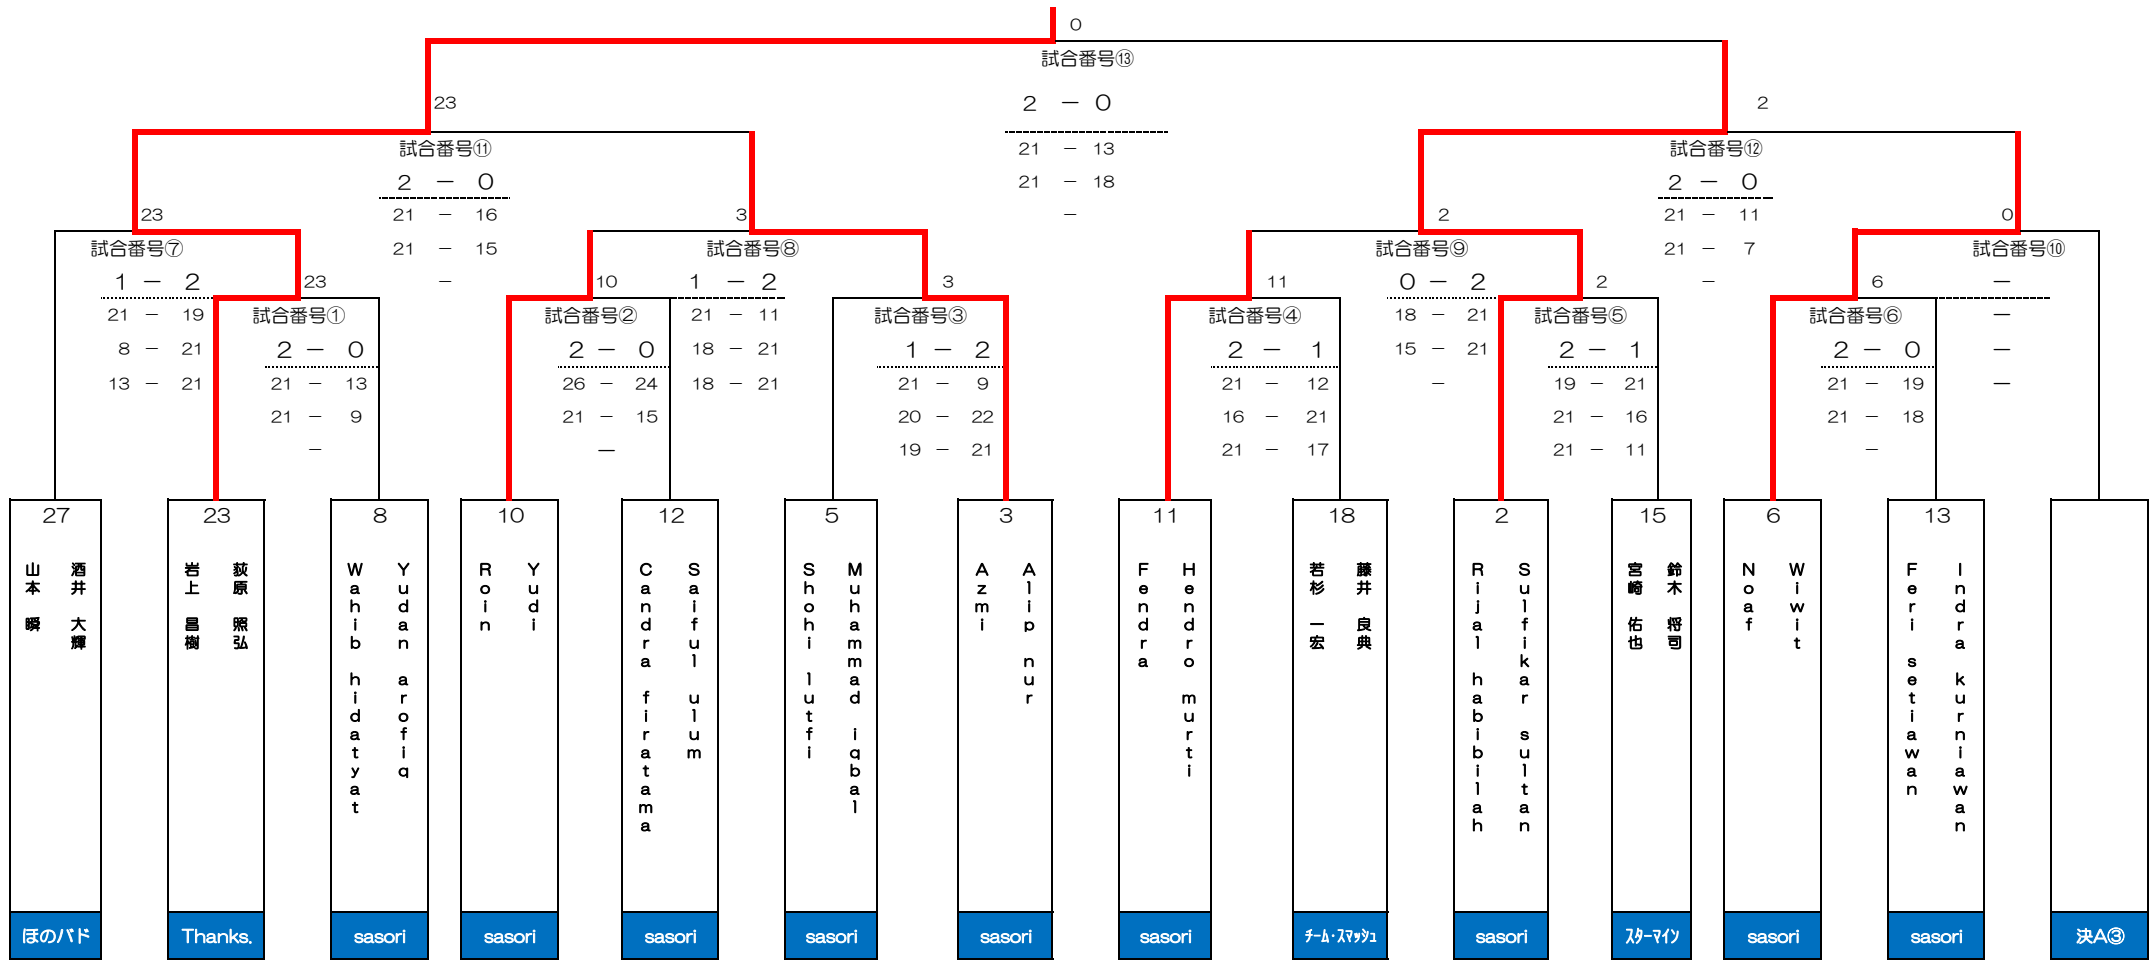 0
試合番号⑬
23
2 － 0
2
21 － 13
試合番号⑪
試合番号⑫
2 － 0
21 － 18
2 － 0
23
21 － 16
3
－
2
21 － 11
0
試合番号⑦
21 － 15
試合番号⑧
試合番号⑨
21 － 7
試合番号⑩
1 － 2
23
－
10
1 － 2
3
11
0 － 2
2
－
6
－
21 － 19
試合番号①
試合番号②
21 － 11
試合番号③
試合番号④
18 － 21
試合番号⑤
試合番号⑥
－
8 － 21
2 － 0
2 － 0
18 － 21
1 － 2
2 － 1
15 － 21
2 － 1
2 － 0
－
13 － 21
21 － 13
26 － 24
18 － 21
21 － 9
21 － 12
－
19 － 21
21 － 19
－
21 － 9
21 － 15
20 － 22
16 － 21
21 － 16
21 － 18
－
－
19 － 21
21 － 17
21 － 11
－
27
酒井 大輝
山本 瞬
ほのバド
23
荻原 照弘
岩上 昌樹
Thanks.
8
Yudan arofiq
Wahib hidatyat
sasori
10
Yudi
Roin
sasori
12
Saiful ulum
Candra firatama
sasori
5
Muhammad iqbal
Shohi lutfi
sasori
3
Alip nur
Azmi
sasori
11
Hendro murti
Fendra
sasori
18
藤井 良典
若杉 一宏
ﾁｰﾑ・ｽﾏｯｼｭ
2
Sulfikar sultan
Rijal habibilah
sasori
15
鈴木 将司
宮崎 佑也
ｽﾀｰﾏｲﾝ
6
Wiwit
Noaf
sasori
13
Indra kurniawan
Feri setiawan
sasori
決A③